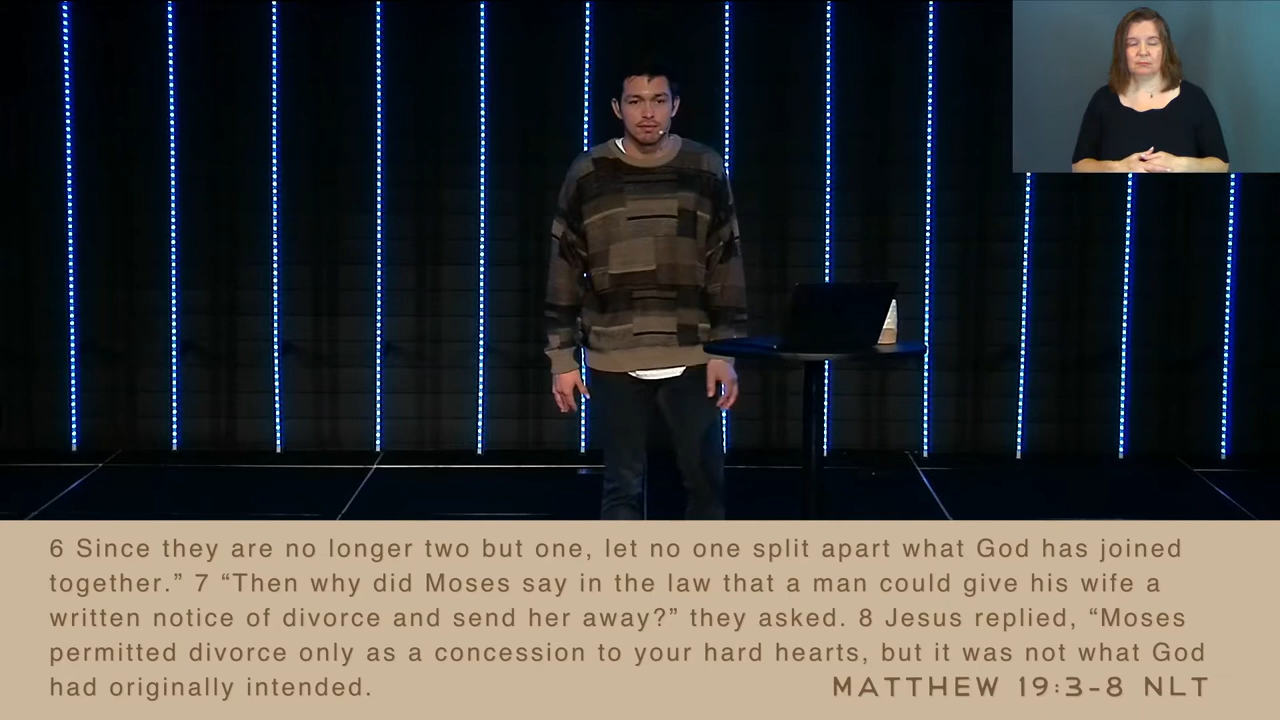 6 Since they are no longer two but one, let no one split apart what God has joined
together.” 7 “Then why did Moses say in the law that a man could give his wife a
written notice of divorce and send her away?” they asked. 8 Jesus replied, “Moses
permitted divorce only as a concession to your hard hearts, but it was not what God
had originally intended.
MATTHEW 19:3-8 NLT